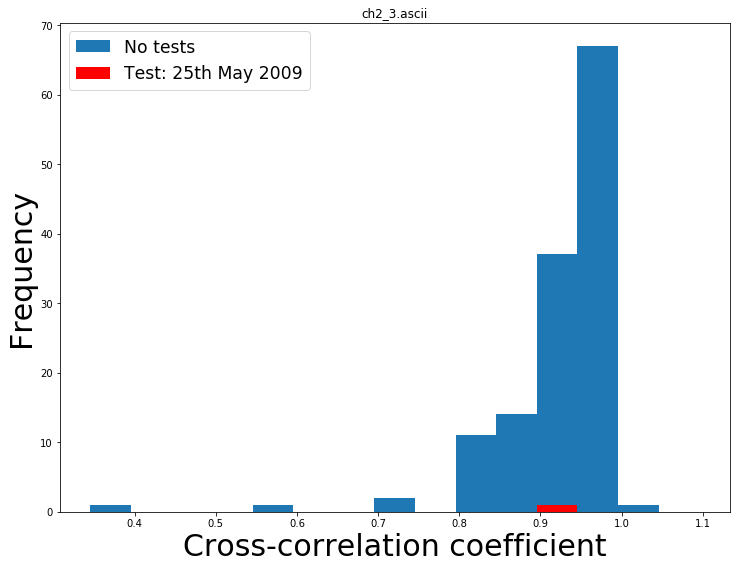 ch2_3.ascii
No tests
Test: 25th May 2009
Frequency
70
60
50
40
30
20
10
0
0.4 0.5 0.6 0.7 0.8 0.9 1.0 1.1
Cross-correlation coefficient